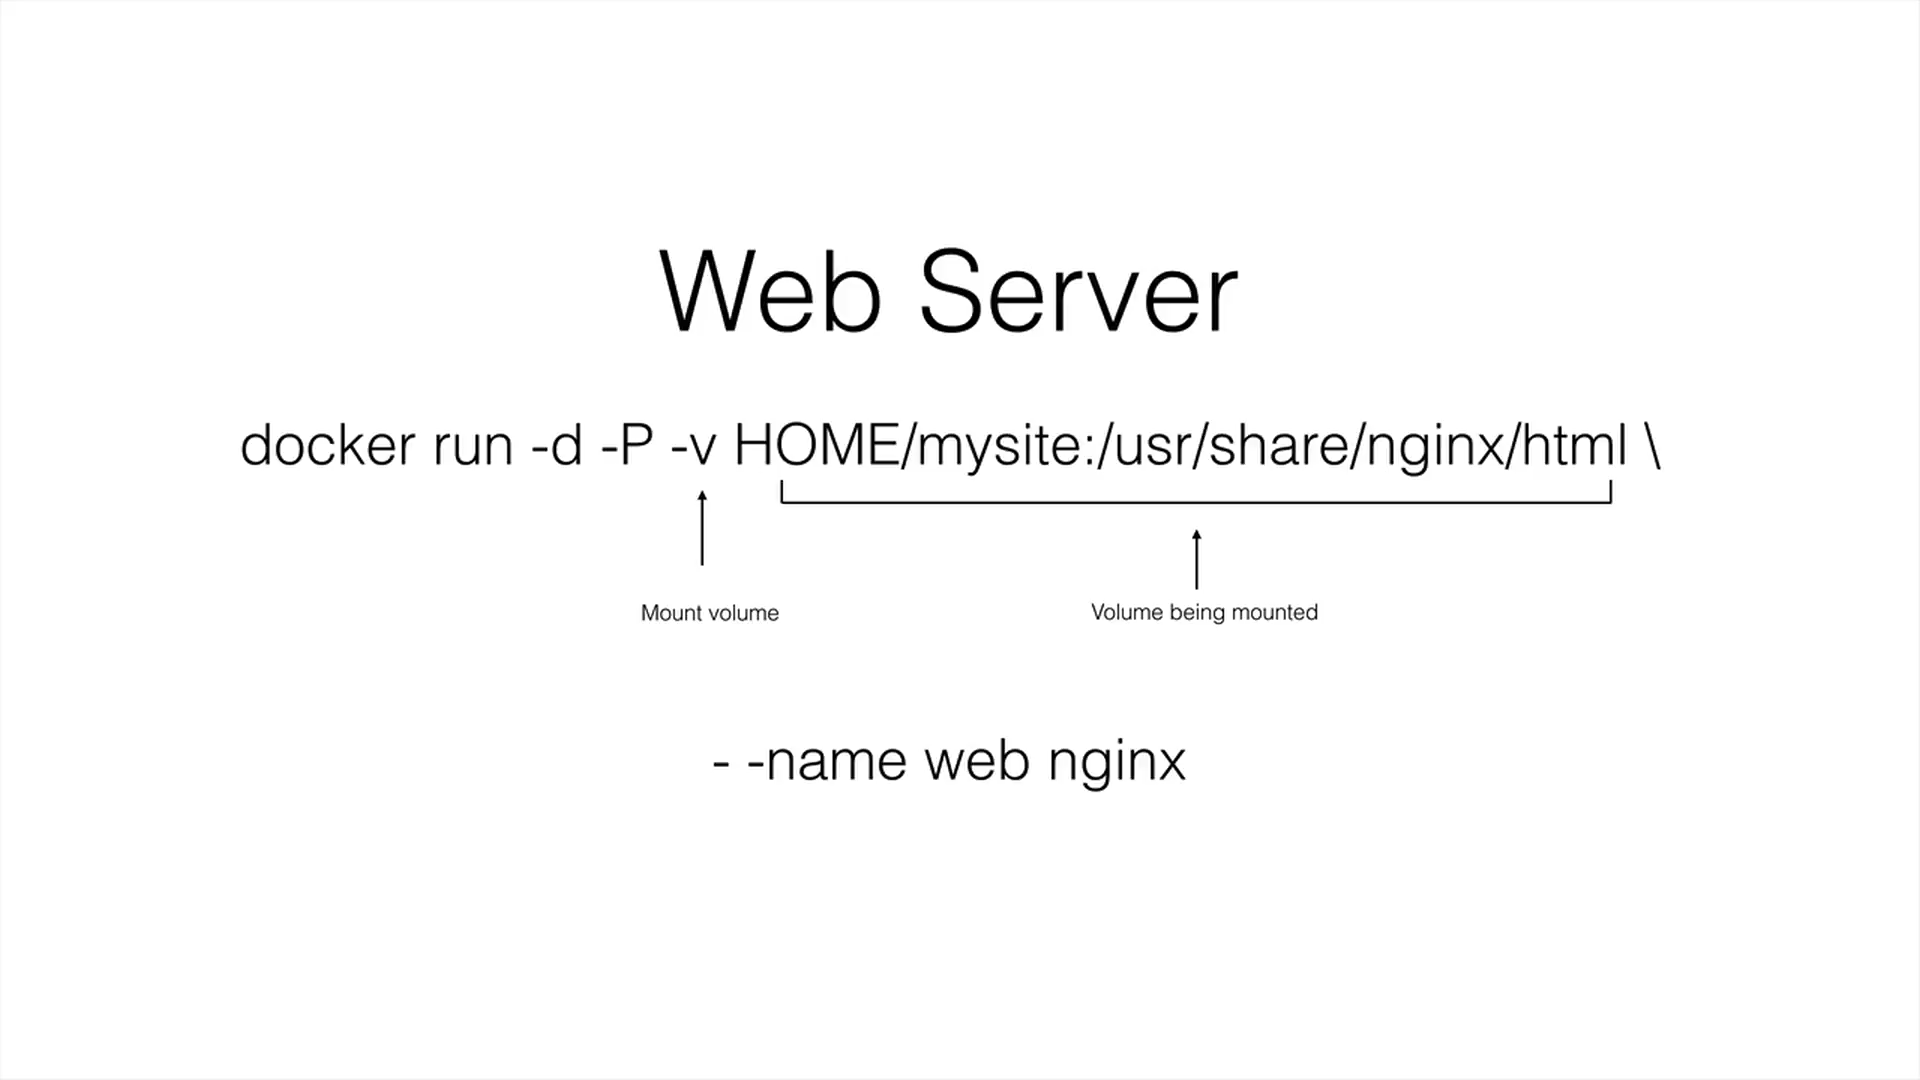 Web Server
docker run -d -P -v HOME/mysite:/usr/share/nginx/html \
Mount volume
Volume being mounted
- -name web nginx